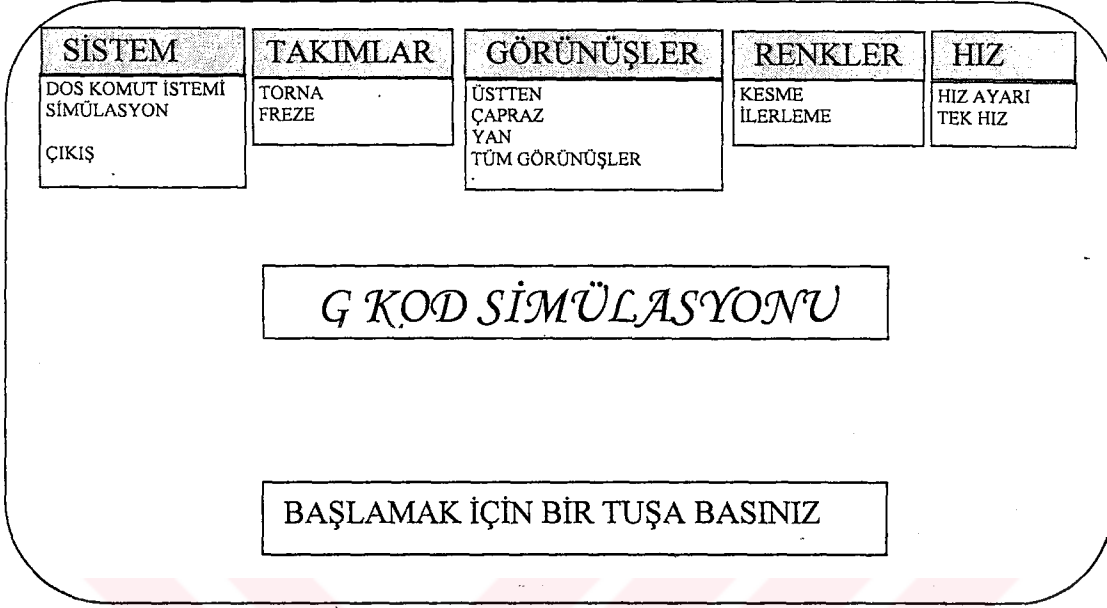 SİSTEM
DOS KOMUT İSTEMİ
SİMÜLASYON
ÇIKIŞ
TAKIMLAR
TORNA
FREZE
GÖRÜNÜŞLER
ÜSTTEN
ÇAPRAZ
YAN
TÜM GÖRÜNÜŞLER
RENKLER
KESME
İLERLEME
HIZ
HIZ AYARI
TEK HIZ
G KOD SİMÜLASYONU
BAŞLAMAK İÇİN BİR TUŞA BASINIZ